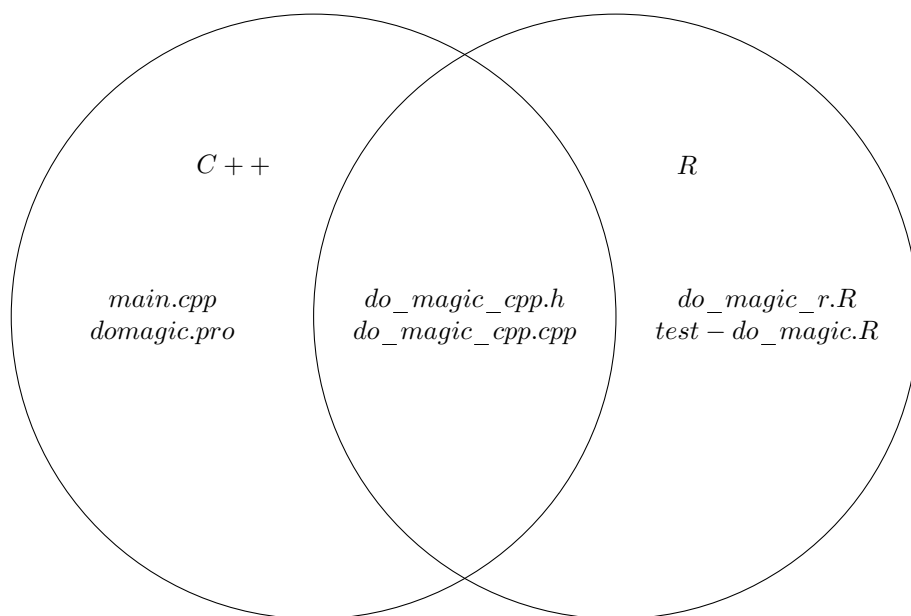 C + +
R
main.cpp
domagic.pro
do_magic_cpp.h
do_magic_cpp.cpp
do_magic_r.R
test − do_magic.R